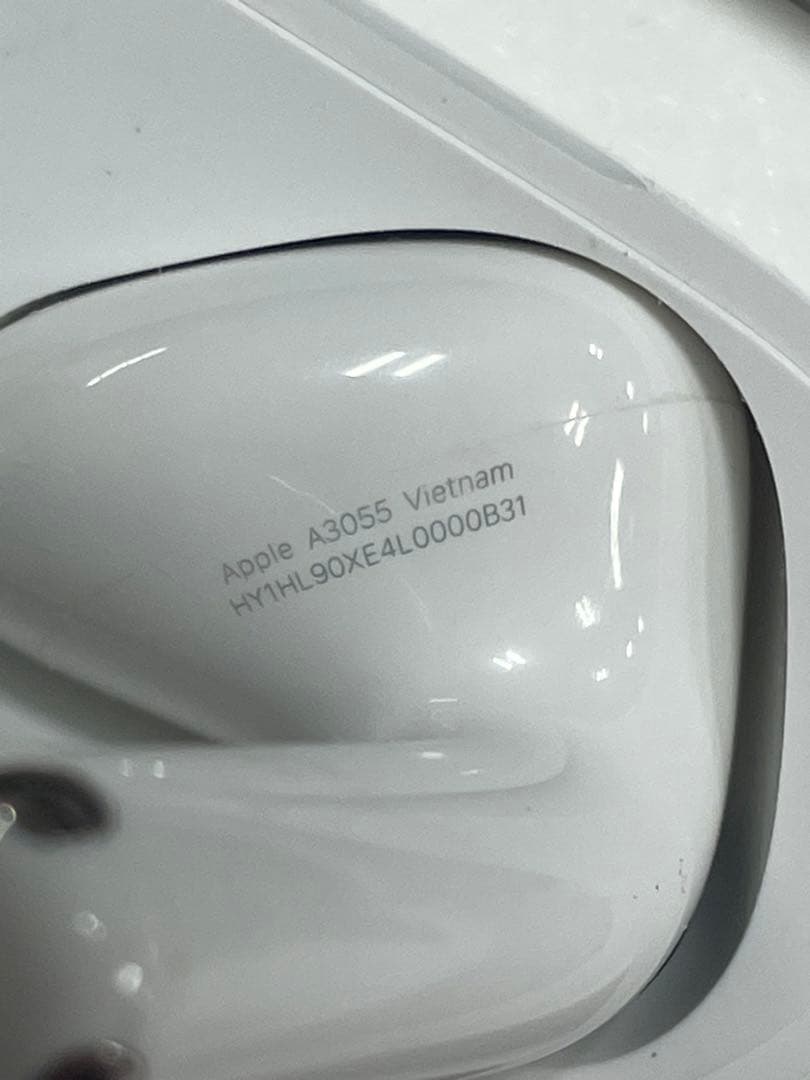 Apple A3055 Vietnam
HY1HL90XE4L0000B31